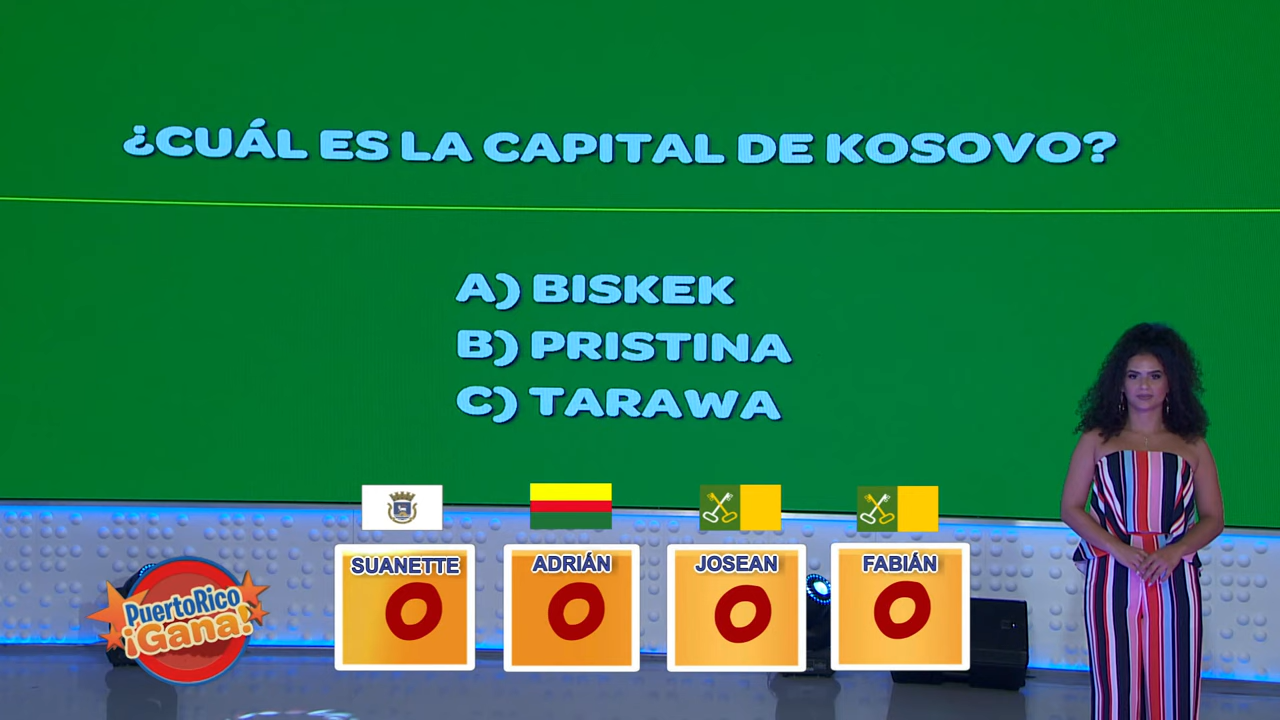 ¿CUÁL ES LA CAPITAL DE KOSOVO?
A) BISKEK
B) PRISTINA
C) TARAWA
SUANETTE
0
ADRIÁN
0
JOSEAN
0
FABIÁN
0
PuertoRico
¡Gana!